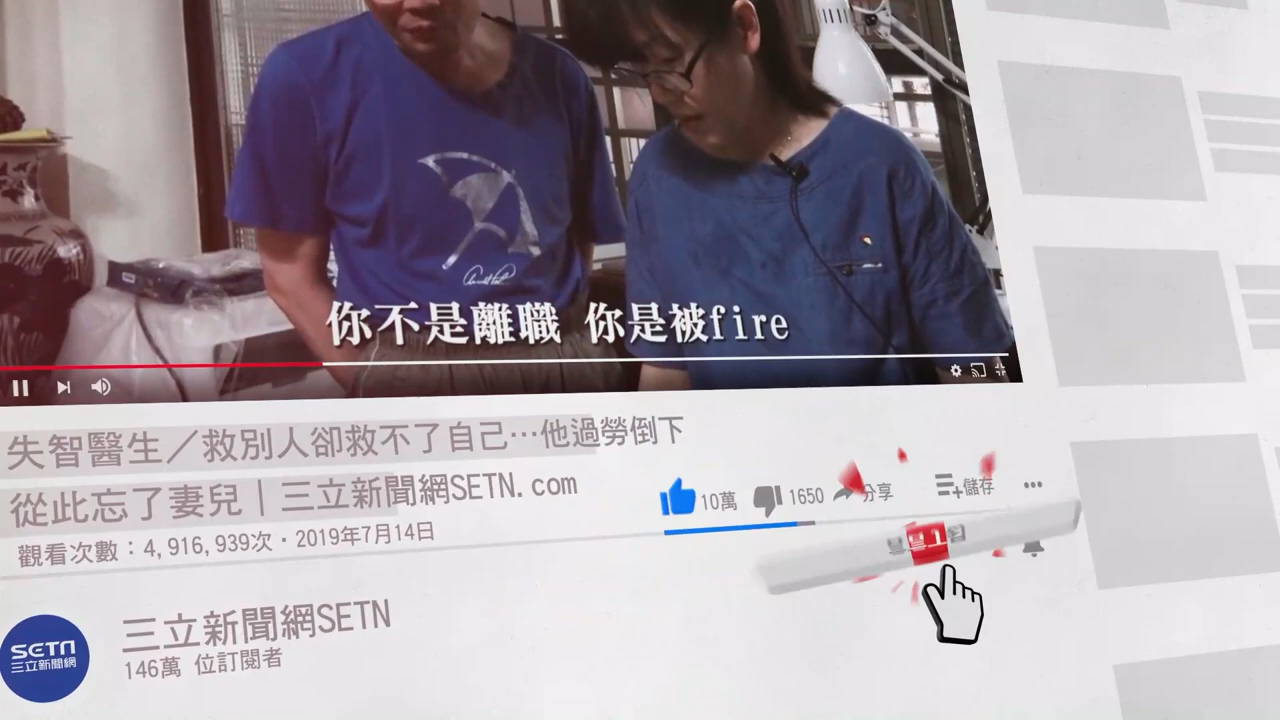 你不是離職 你是被fire
失智醫生／救別人卻救不了自己…他過勞倒下
從此忘了妻兒｜三立新聞網SETN.com
觀看次數：4,916,939次・2019年7月14日
10萬
1650
分享
儲存
SETN
三立新聞網
三立新聞網SETN
146萬 位訂閱者